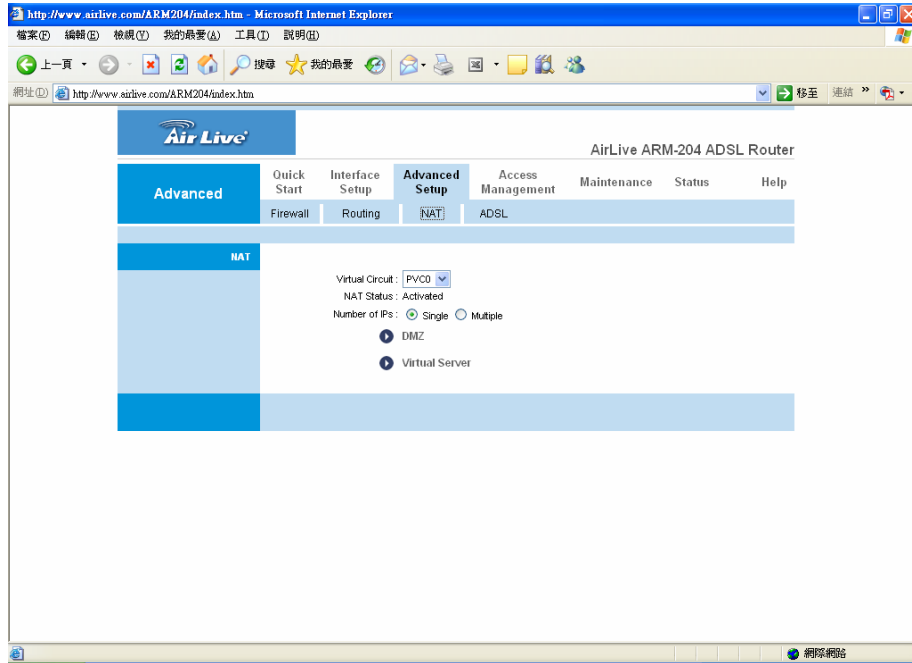 http://www.airlive.com/ARM204/index.htm - Microsoft Internet Explorer
檔案(F) 編輯(E) 檢視(V) 我的最愛(A) 工具(T) 說明(H)
上一頁 搜尋 我的最愛
網址(D) http://www.airlive.com/ARM204/index.htm 移至 連結 »
Air Live
AirLive ARM-204 ADSL Router
Advanced
Quick Start
Interface Setup
Advanced Setup
Access Management
Maintenance
Status
Help
Firewall Routing NAT ADSL
NAT
Virtual Circuit : PVC0
NAT Status : Activated
Number of IPs : Single Multiple
DMZ
Virtual Server
網際網路